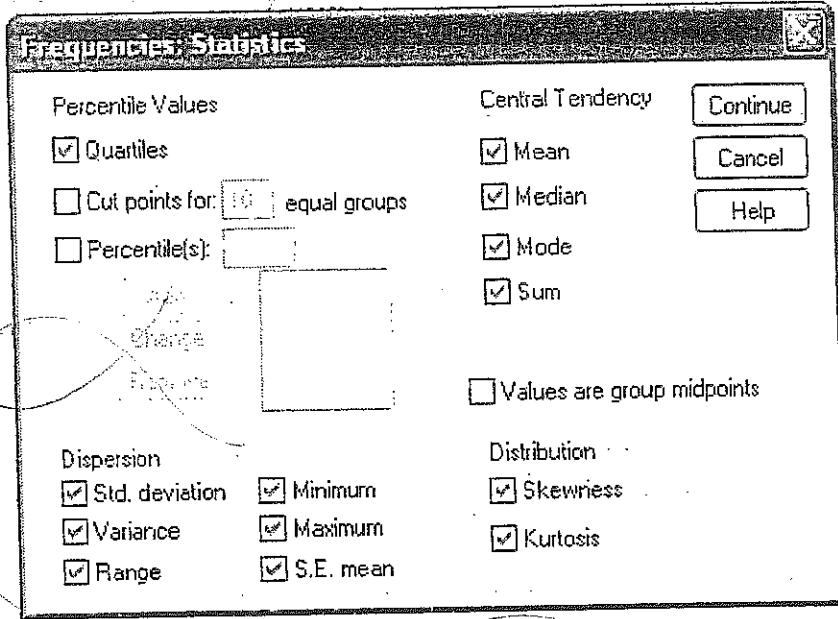 Frequencies: Statistics
Percentile Values
Quartiles
Cut points for: 10 equal groups
Percentile(s):
Change
Central Tendency
Mean
Median
Mode
Sum
Continue
Cancel
Help
Values are group midpoints
Dispersion
Std. deviation
Variance
Range
Minimum
Maximum
S.E. mean
Distribution
Skewness
Kurtosis